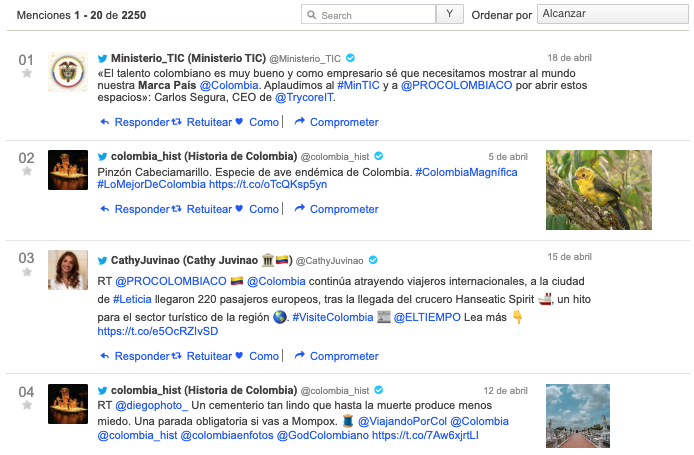 Menciones 1 - 20 de 2250
Search
Y
Ordenar por
Alcanzar
01
Ministerio_TIC (Ministerio TIC) @Ministerio_TIC
18 de abril
«El talento colombiano es muy bueno y como empresario sé que necesitamos mostrar al mundo
nuestra Marca País @Colombia. Aplaudimos al #MinTIC y a @PROCOLOMBIACO por abrir estos
espacios»: Carlos Segura, CEO de @TrycoreIT.
Responder Retuitear Como | Comprometer
02
colombia_hist (Historia de Colombia) @colombia_hist
5 de abril
Pinzón Cabeciamarillo. Especie de ave endémica de Colombia. #ColombiaMagnífica
#LoMejorDeColombia https://t.co/oTcQKsp5yn
Responder Retuitear Como | Comprometer
03
CathyJuvinao (Cathy Juvinao 🏛🇨🇴) @CathyJuvinao
15 de abril
RT @PROCOLOMBIACO 🇨🇴 @Colombia continúa atrayendo viajeros internacionales, a la ciudad
de #Leticia llegaron 220 pasajeros europeos, tras la llegada del crucero Hanseatic Spirit 🚢, un hito
para el sector turístico de la región 🌎. #VisiteColombia 📰 @ELTIEMPO Lea más 👇
https://t.co/e5OcRZIvSD
Responder Retuitear Como | Comprometer
04
colombia_hist (Historia de Colombia) @colombia_hist
12 de abril
RT @diegophoto_ Un cementerio tan lindo que hasta la muerte produce menos
miedo. Una parada obligatoria si vas a Mompox. 🧵 @ViajandoPorCol @Colombia
@colombia_hist @colombiaenfotos @GodColombiano https://t.co/7Aw6xjrtLI